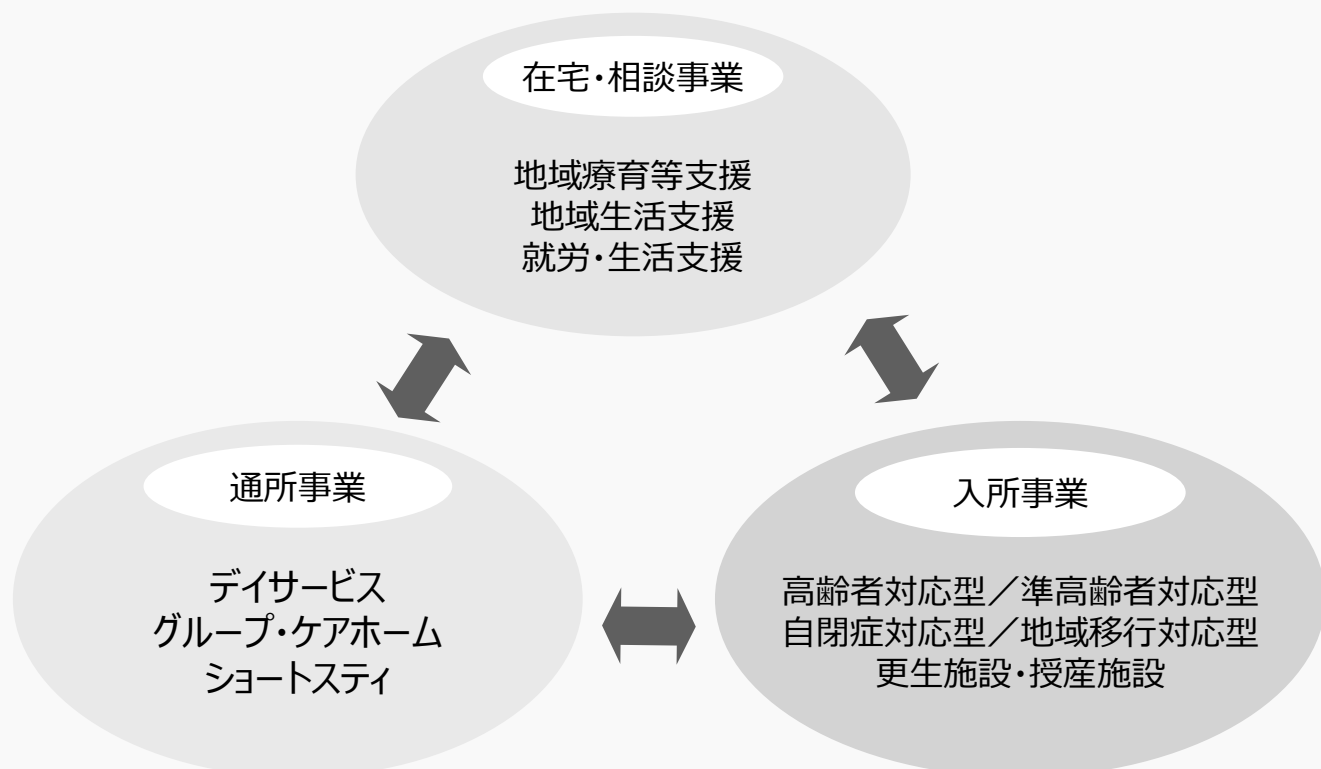 在宅・相談事業
地域療育等支援
地域生活支援
就労・生活支援
通所事業
デイサービス
グループ・ケアホーム
ショートスティ
入所事業
高齢者対応型／準高齢者対応型
自閉症対応型／地域移行対応型
更生施設・授産施設